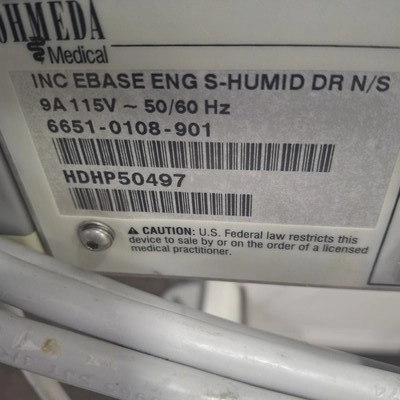 OHMEDA
Medical
INC EBASE ENG S-HUMID DR N/S
9A 115V ~ 50/60 Hz
6651-0108-901
HDHP50497
⚠ CAUTION: U.S. Federal law restricts this
device to sale by or on the order of a licensed
medical practitioner.